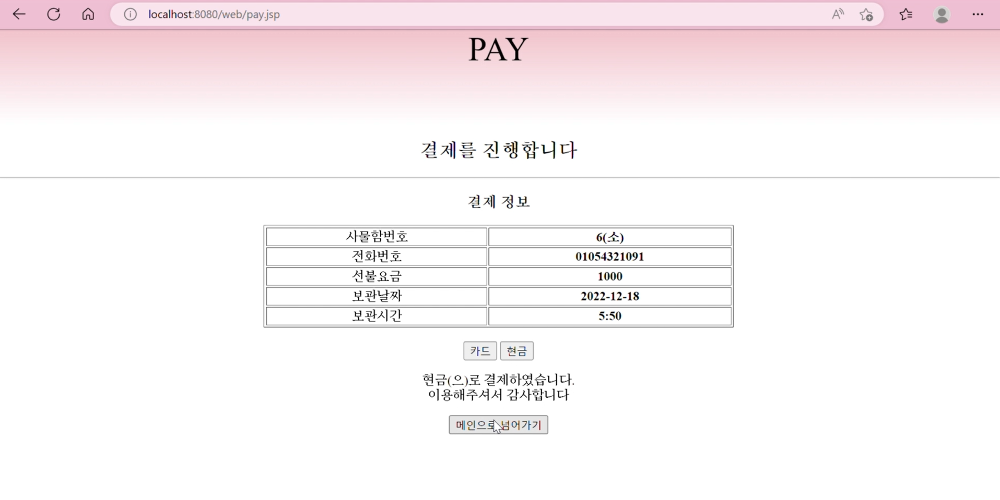 localhost:8080/web/pay.jsp
PAY
결제를 진행합니다
결제 정보
사물함번호 6(소)
전화번호 01054321091
선불요금 1000
보관날짜 2022-12-18
보관시간 5:50
카드 현금
현금(으)로 결제하였습니다.
이용해주셔서 감사합니다
메인으로 넘어가기